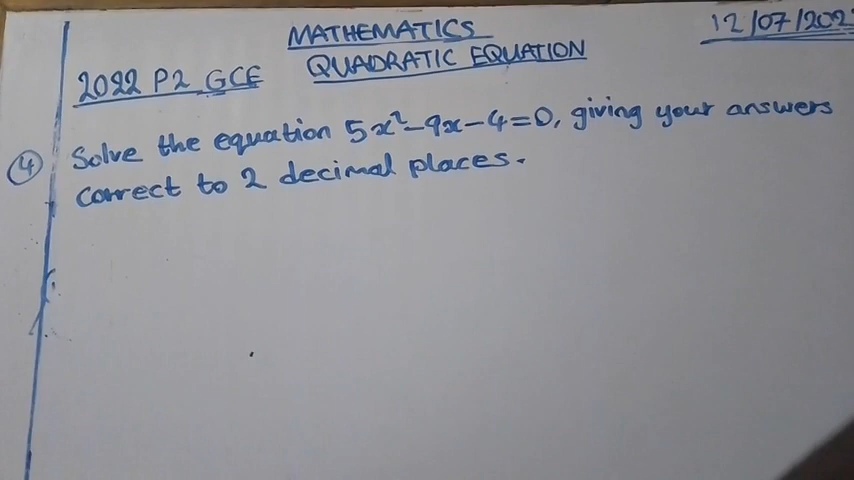 MATHEMATICS
12/07/202
QUADRATIC EQUATION
2022 P2 GCE
4 Solve the equation 5x²-9x-4=0, giving your answers
correct to 2 decimal places.